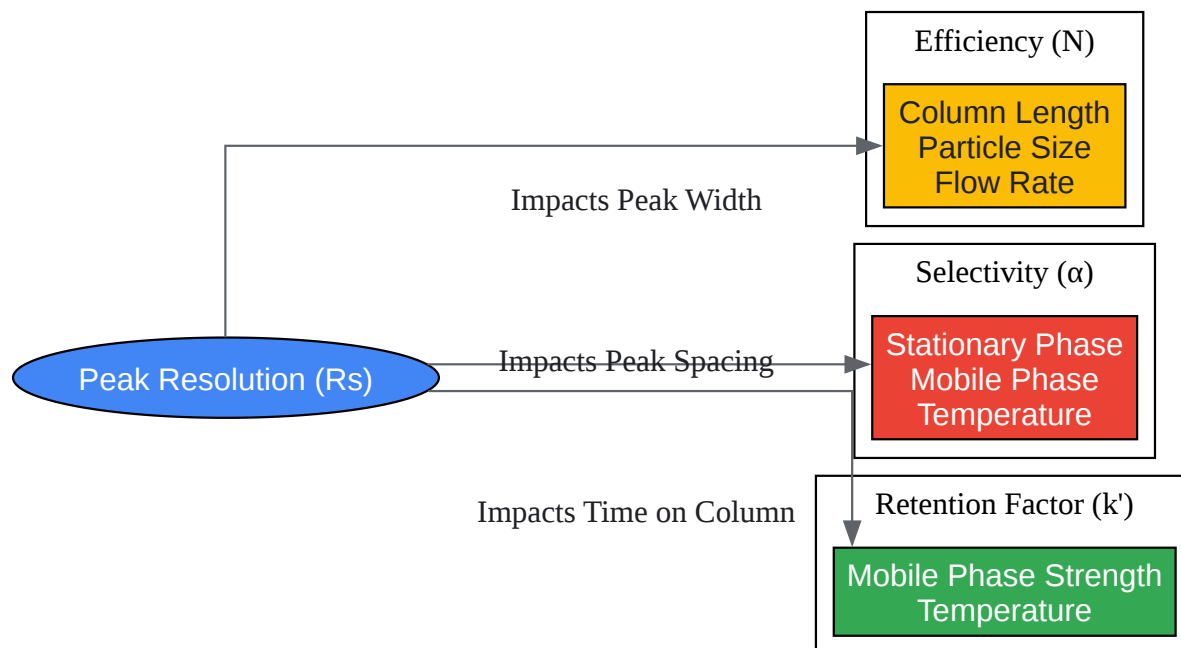 Efficiency (N)
Column Length
Particle Size
Flow Rate
Impacts Peak Width
Selectivity (α)
Stationary Phase
Mobile Phase
Temperature
Impacts Peak Spacing
Peak Resolution (Rs)
Impacts Time on Column
Retention Factor (k')
Mobile Phase Strength
Temperature